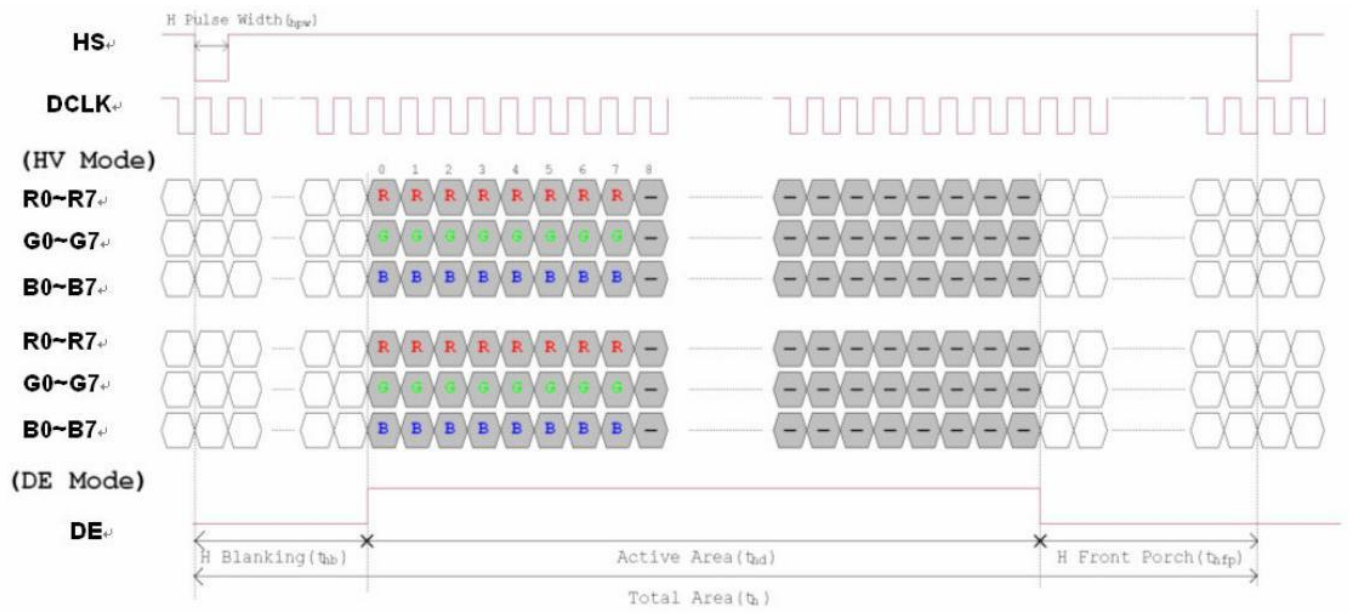 H Pulse Width(thpw)
HS
DCLK
(HV Mode)
0 1 2 3 4 5 6 7 8
R0~R7 R R R R R R R R - - - - - - - - -
G0~G7 G G G G G G G G - - - - - - - - -
B0~B7 B B B B B B B B - - - - - - - - -
R0~R7 R R R R R R R R - - - - - - - - -
G0~G7 G G G G G G G G - - - - - - - - -
B0~B7 B B B B B B B B - - - - - - - - -
(DE Mode)
DE
H Blanking(thb) Active Area(thd) H Front Porch(thfp)
Total Area(th)